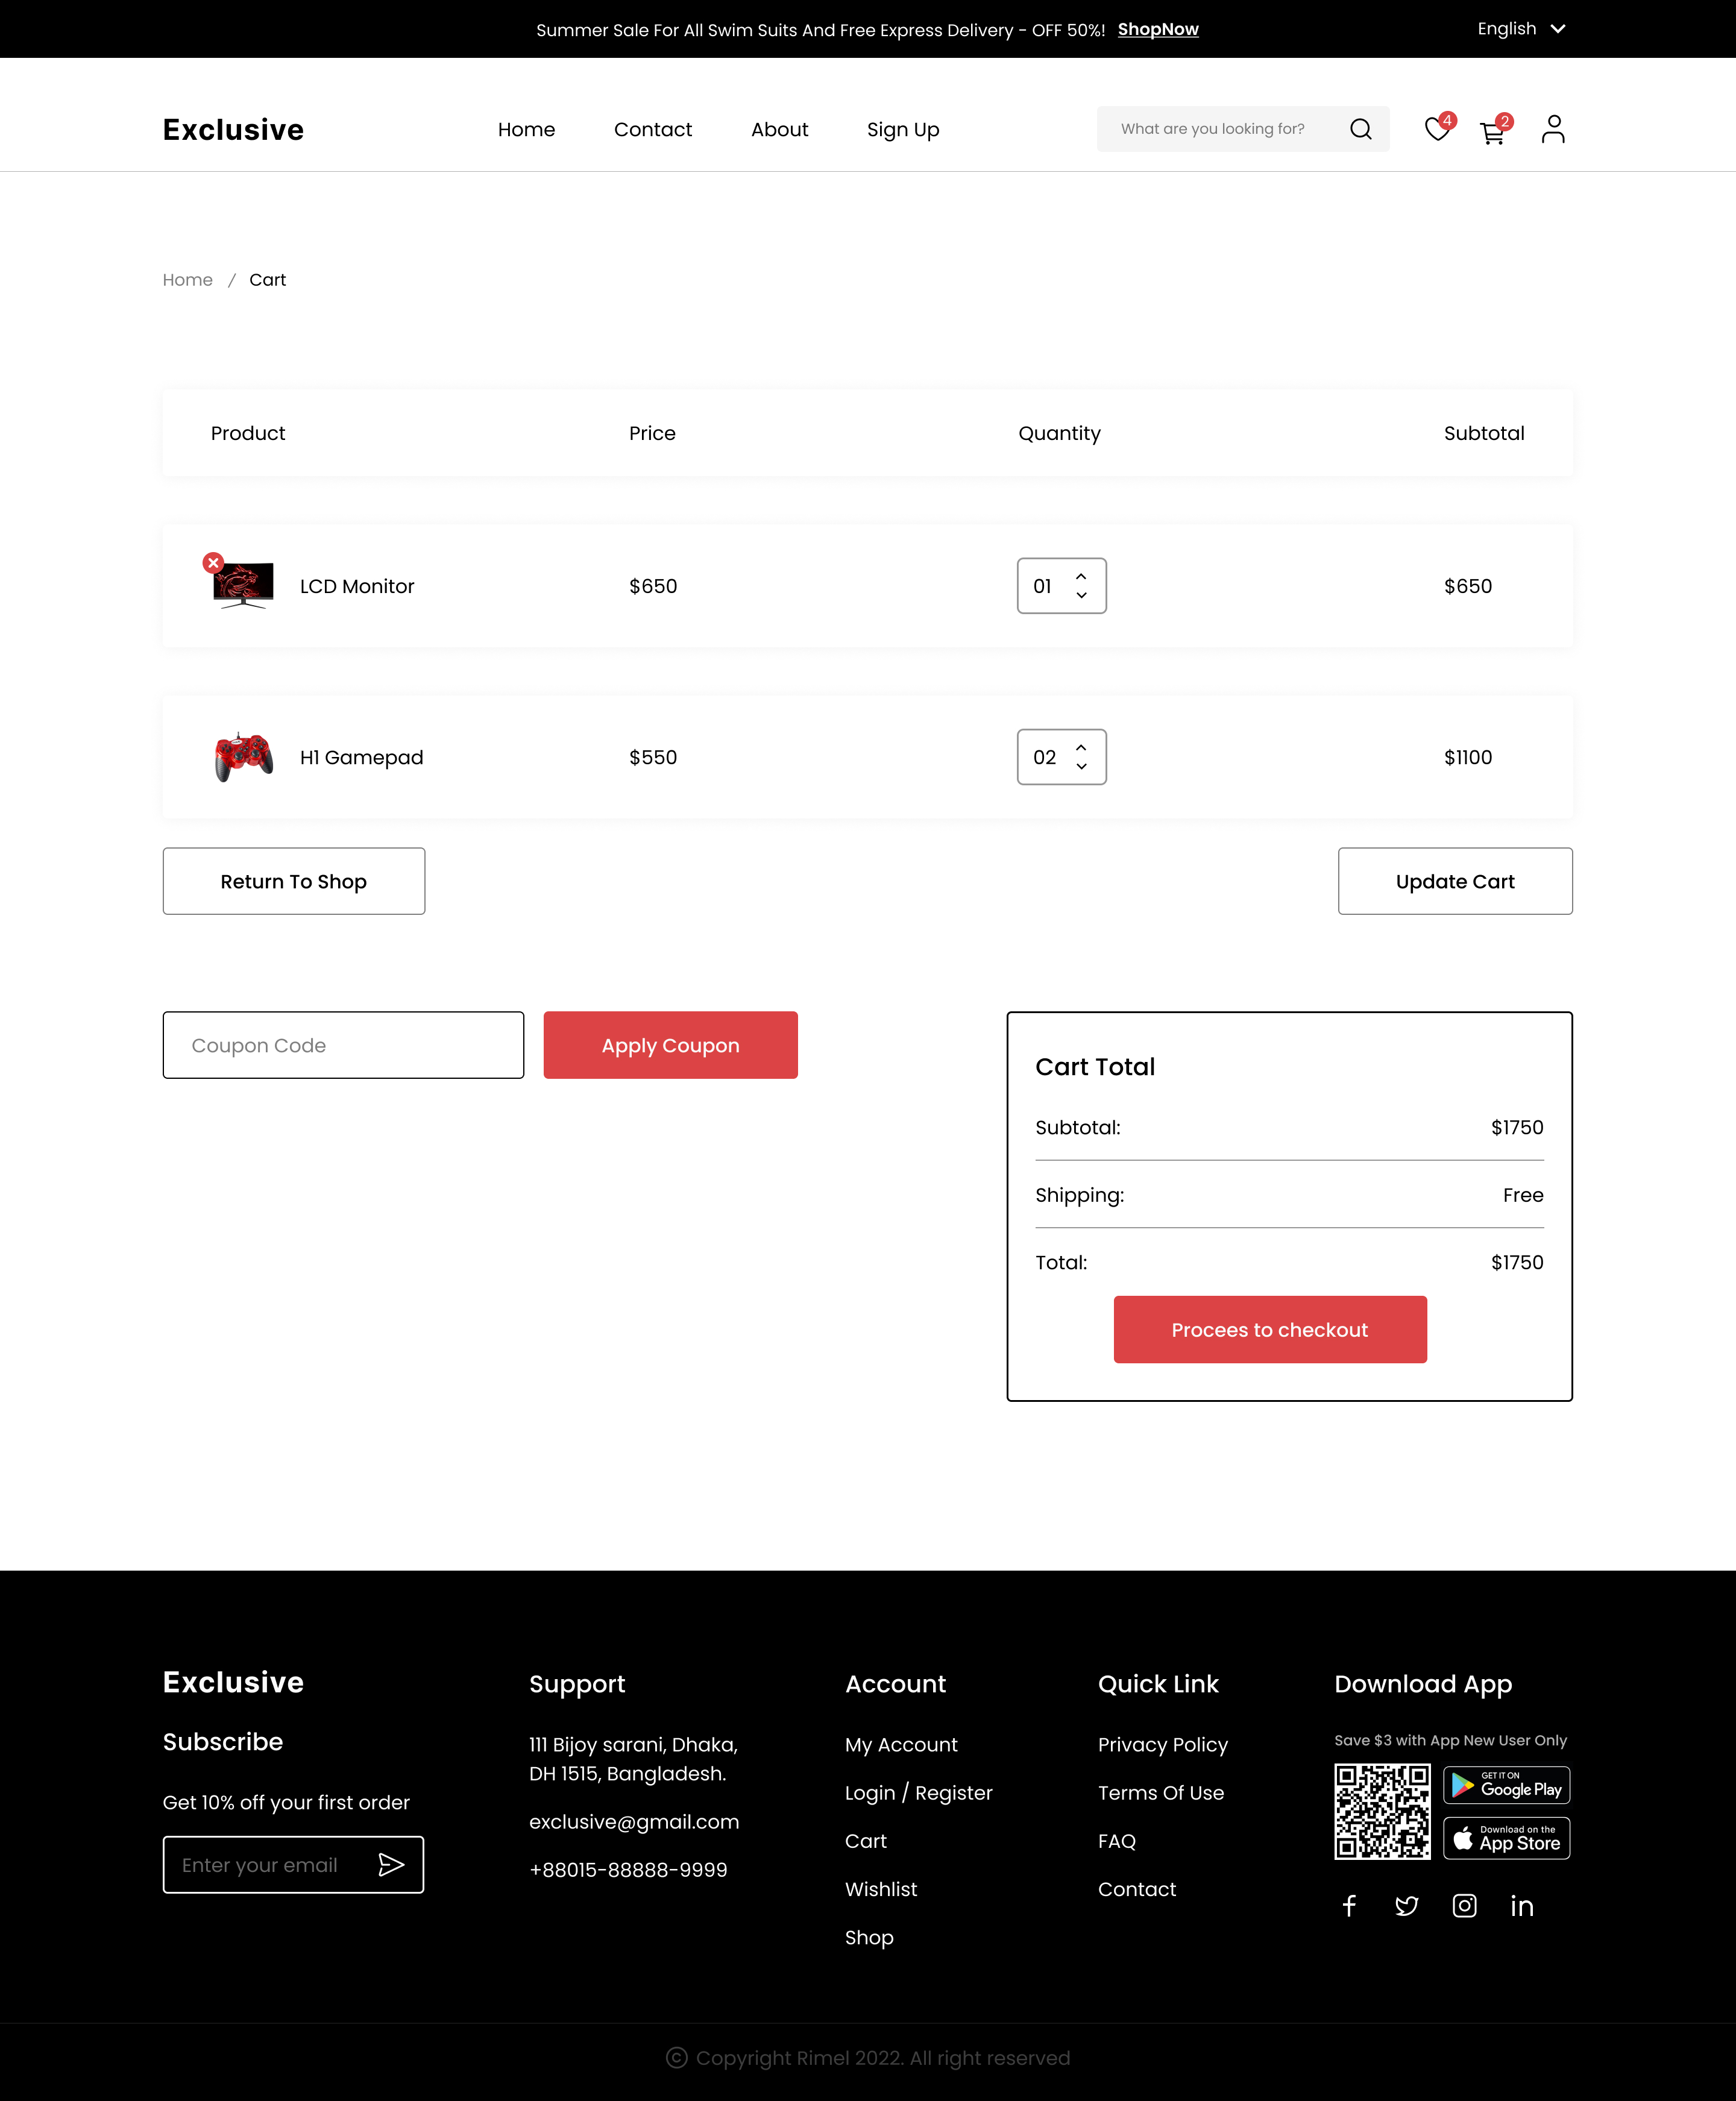 Summer Sale For All Swim Suits And Free Express Delivery - OFF 50%! ShopNow
English
Exclusive
Home Contact About Sign Up
What are you looking for?
4
2
Home / Cart
Product Price Quantity Subtotal
LCD Monitor $650 01 $650
H1 Gamepad $550 02 $1100
Return To Shop Update Cart
Coupon Code Apply Coupon
Cart Total
Subtotal: $1750
Shipping: Free
Total: $1750
Procees to checkout
Exclusive
Subscribe
Get 10% off your first order
Enter your email
Support
111 Bijoy sarani, Dhaka,
DH 1515, Bangladesh.
exclusive@gmail.com
+88015-88888-9999
Account
My Account
Login / Register
Cart
Wishlist
Shop
Quick Link
Privacy Policy
Terms Of Use
FAQ
Contact
Download App
Save $3 with App New User Only
GET IT ON
Google Play
Download on the
App Store
© Copyright Rimel 2022. All right reserved